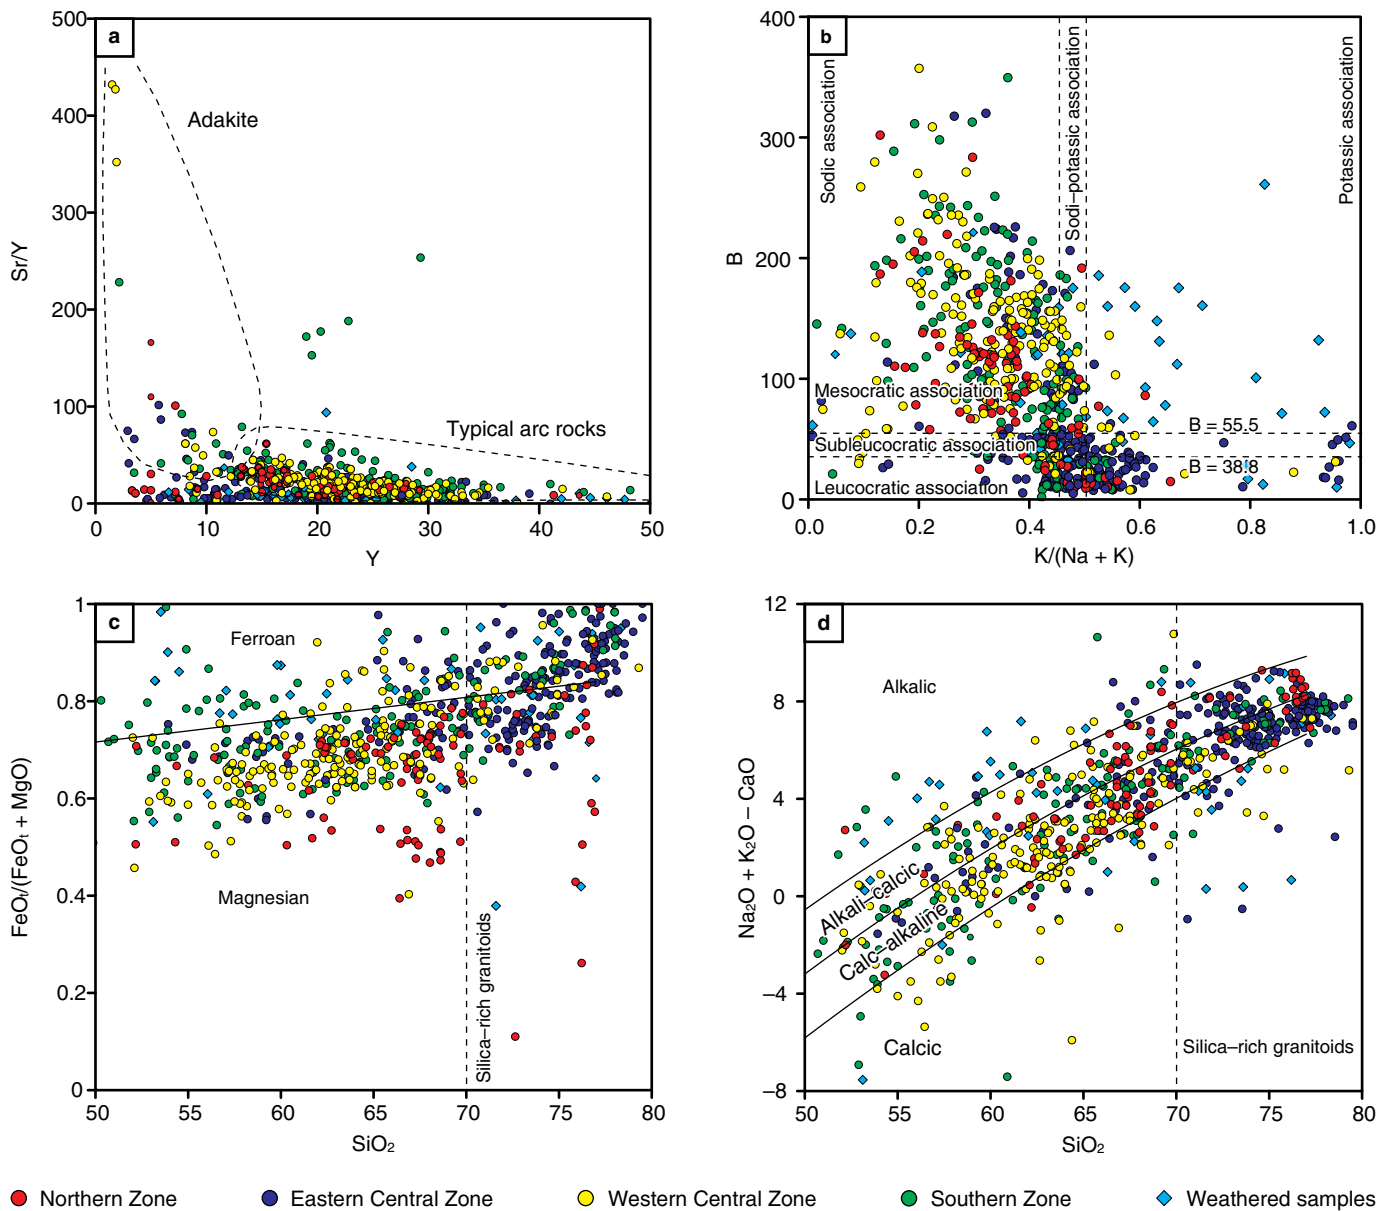 a
500
400
300
200
100
0
Sr/Y
Adakite
Typical arc rocks
0
10
20
30
40
50
Y
b
400
300
200
100
0
B
Sodic association
Sodi–potassic association
Potassic association
Mesocratic association
B = 55.5
Subleucocratic association
B = 38.8
Leucocratic association
0.0
0.2
0.4
0.6
0.8
1.0
K/(Na + K)
c
1
0.8
0.6
0.4
0.2
0
FeOₜ/(FeOₜ + MgO)
Ferroan
Magnesian
Silica–rich granitoids
50
55
60
65
70
75
80
SiO₂
d
12
8
4
0
–4
–8
Na₂O + K₂O – CaO
Alkalic
Alkali–calcic
Calc–alkaline
Calcic
Silica–rich granitoids
50
55
60
65
70
75
80
SiO₂
Northern Zone
Eastern Central Zone
Western Central Zone
Southern Zone
Weathered samples